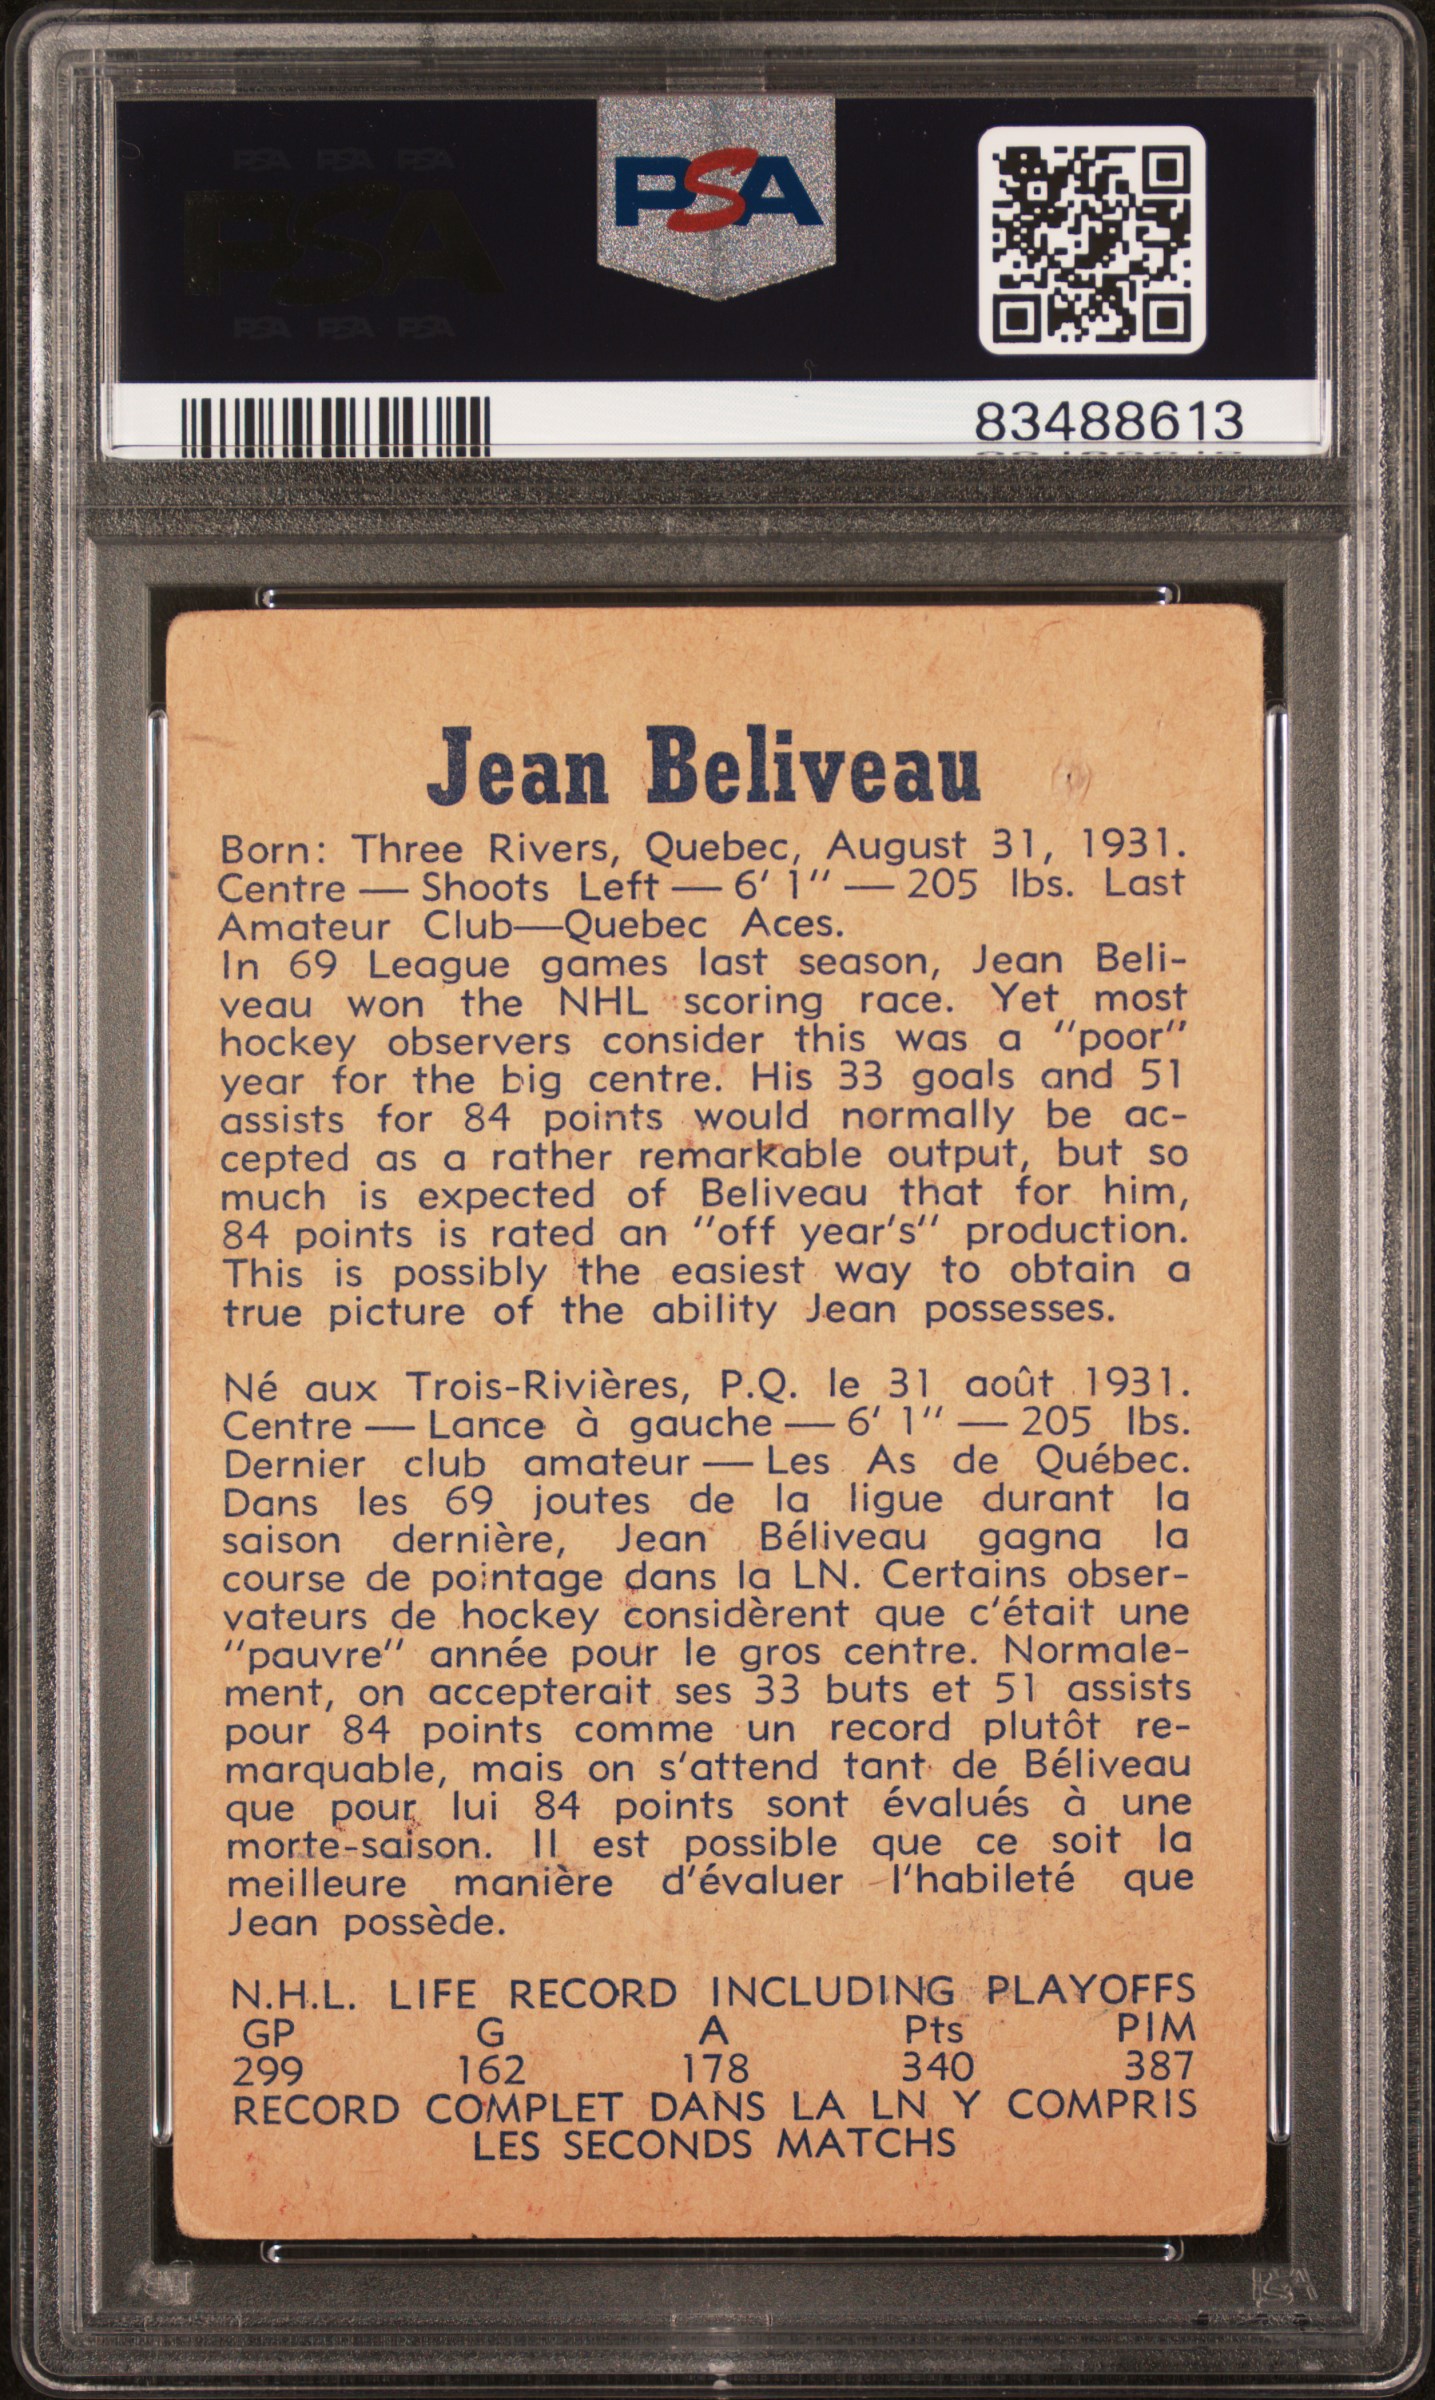 PSA PSA PSA
PSA
PSA PSA PSA
PSA
83488613
Jean Beliveau
Born: Three Rivers, Quebec, August 31, 1931.
Centre — Shoots Left — 6' 1" — 205 lbs. Last
Amateur Club—Quebec Aces.
In 69 League games last season, Jean Beli-
veau won the NHL scoring race. Yet most
hockey observers consider this was a "poor"
year for the big centre. His 33 goals and 51
assists for 84 points would normally be ac-
cepted as a rather remarkable output, but so
much is expected of Beliveau that for him,
84 points is rated an "off year's" production.
This is possibly the easiest way to obtain a
true picture of the ability Jean possesses.
Né aux Trois-Rivières, P.Q. le 31 août 1931.
Centre — Lance à gauche — 6' 1" — 205 lbs.
Dernier club amateur — Les As de Québec.
Dans les 69 joutes de la ligue durant la
saison dernière, Jean Béliveau gagna la
course de pointage dans la LN. Certains obser-
vateurs de hockey considèrent que c'était une
"pauvre" année pour le gros centre. Normale-
ment, on accepterait ses 33 buts et 51 assists
pour 84 points comme un record plutôt re-
marquable, mais on s'attend tant de Béliveau
que pour lui 84 points sont évalués à une
morte-saison. Il est possible que ce soit la
meilleure manière d'évaluer l'habileté que
Jean possède.
N.H.L. LIFE RECORD INCLUDING PLAYOFFS
GP G A Pts PIM
299 162 178 340 387
RECORD COMPLET DANS LA LN Y COMPRIS
LES SECONDS MATCHS
PSA